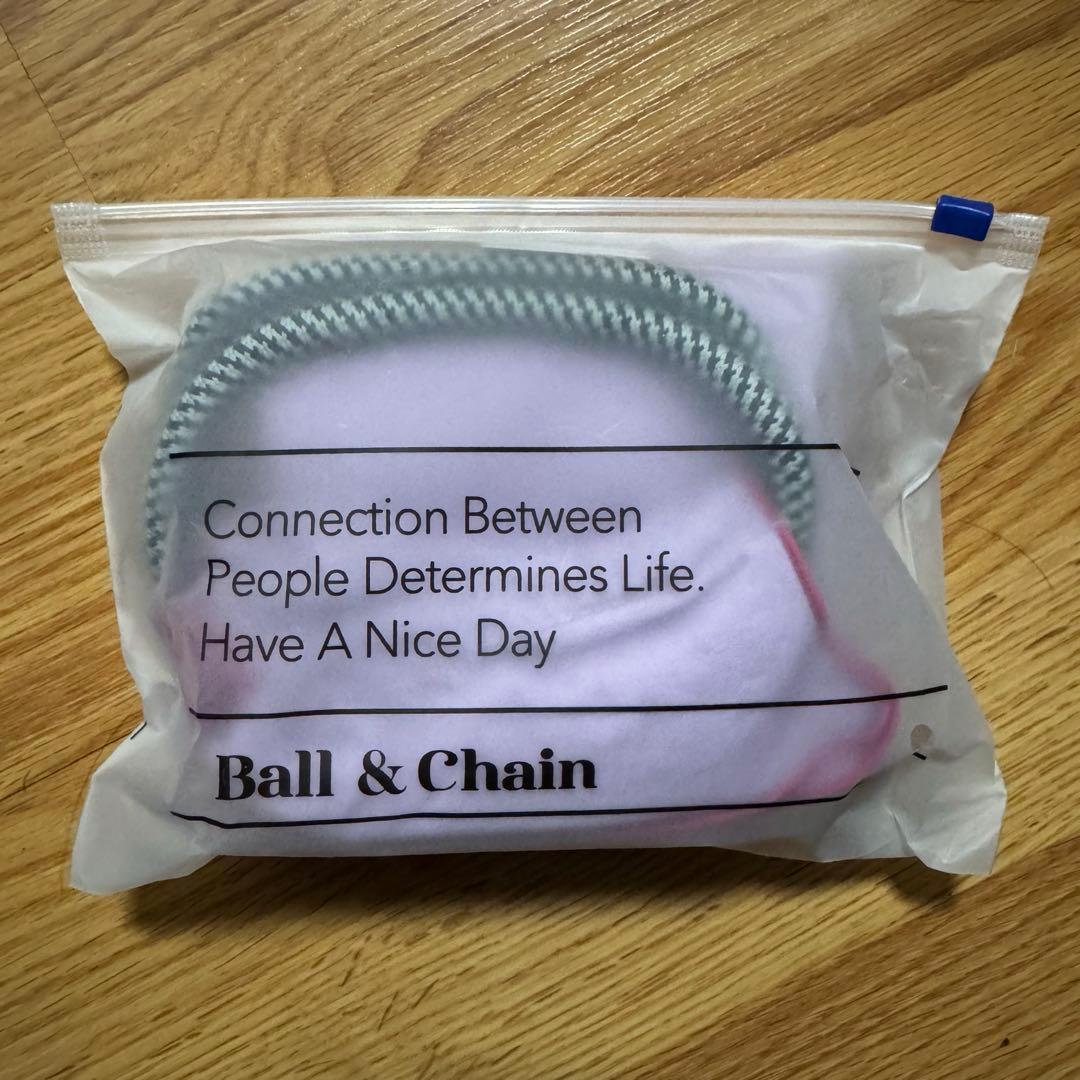 Connection Between
People Determines Life.
Have A Nice Day
Ball & Chain